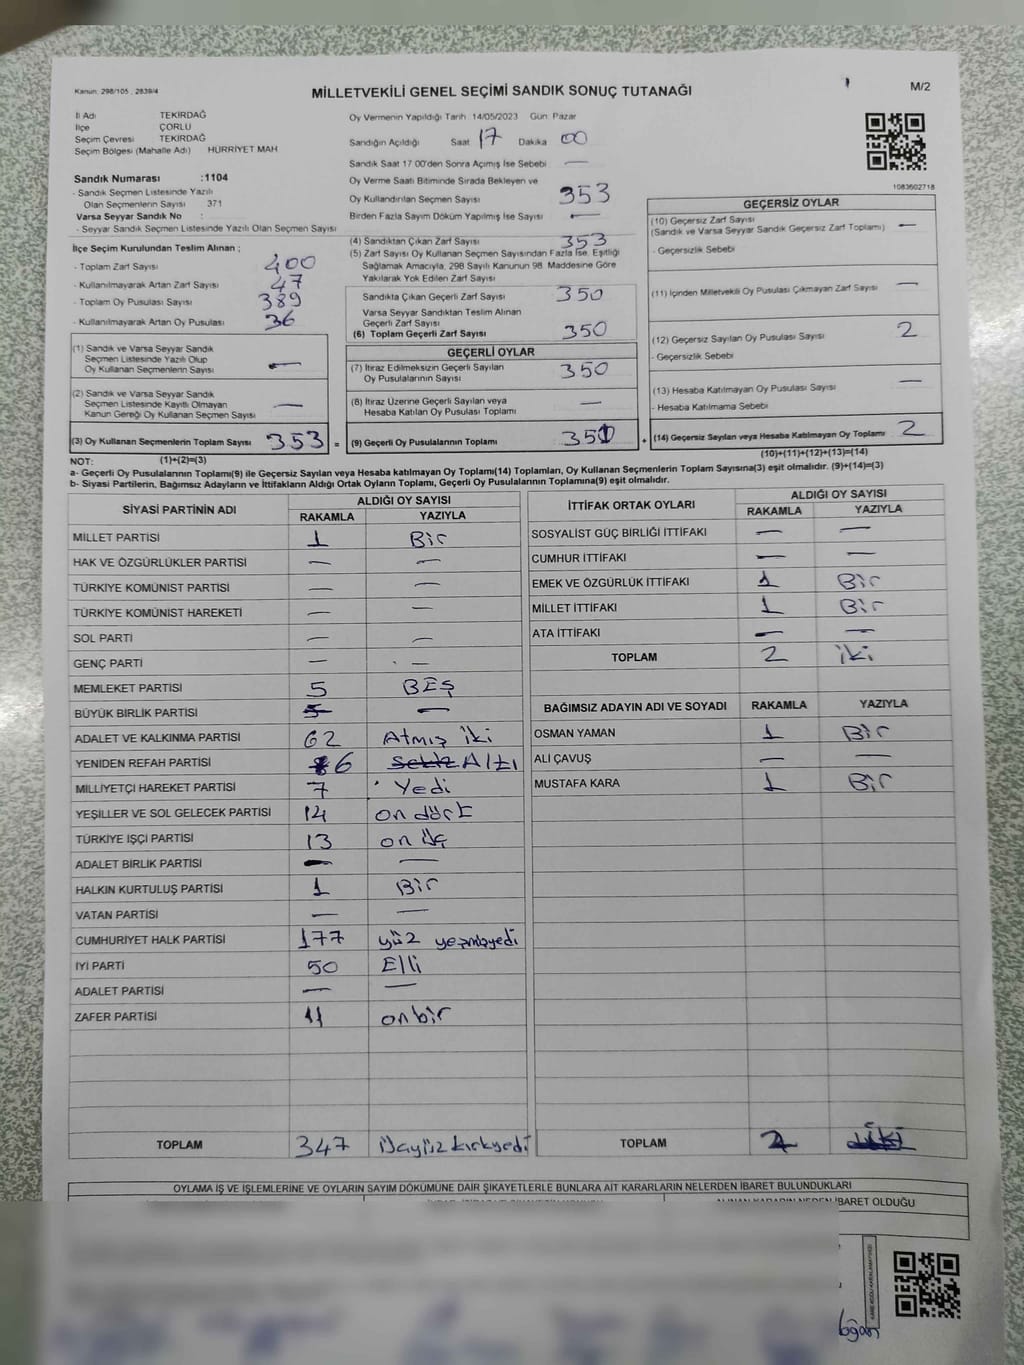 Kanun: 298/105 , 2839/4
MİLLETVEKİLİ GENEL SEÇİMİ SANDIK SONUÇ TUTANAĞI
M/2
İl Adı TEKİRDAĞ
İlçe ÇORLU
Seçim Çevresi TEKİRDAĞ
Seçim Bölgesi (Mahalle Adı) HÜRRİYET MAH
Sandık Numarası :1104
- Sandık Seçmen Listesinde Yazılı
Olan Seçmenlerin Sayısı 371
Varsa Seyyar Sandık No :
- Seyyar Sandık Seçmen Listesinde Yazılı Olan Seçmen Sayısı
İlçe Seçim Kurulundan Teslim Alınan ;
- Toplam Zarf Sayısı 400
- Kullanılmayarak Artan Zarf Sayısı 47
- Toplam Oy Pusulası Sayısı 389
- Kullanılmayarak Artan Oy Pusulası 36
(1) Sandık ve Varsa Seyyar Sandık
Seçmen Listesinde Yazılı Olup
Oy Kullanan Seçmenlerin Sayısı —
(2) Sandık ve Varsa Seyyar Sandık
Seçmen Listesinde Kayıtlı Olmayan
Kanun Gereği Oy Kullanan Seçmen Sayısı —
(3) Oy Kullanan Seçmenlerin Toplam Sayısı 353 =
(1)+(2)=(3)
Oy Vermenin Yapıldığı Tarih 14/05/2023 Gün Pazar
Sandığın Açıldığı Saat 17 Dakika 00
Sandık Saat 17 00'den Sonra Açımış İse Sebebi —
Oy Verme Saati Bitiminde Sırada Bekleyen ve
Oy Kullandırılan Seçmen Sayısı 353
Birden Fazla Sayım Döküm Yapılmış İse Sayısı —
(4) Sandıktan Çıkan Zarf Sayısı 353
(5) Zarf Sayısı Oy Kullanan Seçmen Sayısından Fazla İse, Eşitliği
Sağlamak Amacıyla, 298 Sayılı Kanunun 98. Maddesine Göre
Yakılarak Yok Edilen Zarf Sayısı
Sandıkta Çıkan Geçerli Zarf Sayısı 350
Varsa Seyyar Sandıktan Teslim Alınan
Geçerli Zarf Sayısı
(6) Toplam Geçerli Zarf Sayısı 350
GEÇERLİ OYLAR
(7) İtiraz Edilmeksizin Geçerli Sayılan
Oy Pusulalarının Sayısı 350
(8) İtiraz Üzerine Geçerli Sayılan veya
Hesaba Katılan Oy Pusulası Toplamı —
(9) Geçerli Oy Pusulalarının Toplamı 351 +
1083602718
GEÇERSİZ OYLAR
(10) Geçersiz Zarf Sayısı
(Sandık ve Varsa Seyyar Sandık Geçersiz Zarf Toplamı) —
- Geçersizlik Sebebi
(11) İçinden Milletvekili Oy Pusulası Çıkmayan Zarf Sayısı —
(12) Geçersiz Sayılan Oy Pusulası Sayısı 2
- Geçersizlik Sebebi
(13) Hesaba Katılmayan Oy Pusulası Sayısı —
- Hesaba Katılmama Sebebi
(14) Geçersiz Sayılan veya Hesaba Katılmayan Oy Toplamı 2
(10)+(11)+(12)+(13)=(14)
NOT:
a- Geçerli Oy Pusulalarının Toplamı(9) ile Geçersiz Sayılan veya Hesaba katılmayan Oy Toplamı(14) Toplamları, Oy Kullanan Seçmenlerin Toplam Sayısına(3) eşit olmalıdır. (9)+(14)=(3)
b- Siyasi Partilerin, Bağımsız Adayların ve İttifakların Aldığı Ortak Oyların Toplamı, Geçerli Oy Pusulalarının Toplamına(9) eşit olmalıdır.
SİYASİ PARTİNİN ADI ALDIĞI OY SAYISI
RAKAMLA YAZIYLA
MİLLET PARTİSİ 1 Bir
HAK VE ÖZGÜRLÜKLER PARTİSİ — —
TÜRKİYE KOMÜNİST PARTİSİ — —
TÜRKİYE KOMÜNİST HAREKETİ — —
SOL PARTİ — —
GENÇ PARTİ — —
MEMLEKET PARTİSİ 5 BEŞ
BÜYÜK BİRLİK PARTİSİ 5 —
ADALET VE KALKINMA PARTİSİ 62 Atmış iki
YENİDEN REFAH PARTİSİ 8 6 Sekiz Altı
MİLLİYETÇİ HAREKET PARTİSİ 7 Yedi
YEŞİLLER VE SOL GELECEK PARTİSİ 14 on dört
TÜRKİYE İŞÇİ PARTİSİ 13 on üç
ADALET BİRLİK PARTİSİ — —
HALKIN KURTULUŞ PARTİSİ 1 Bir
VATAN PARTİSİ — —
CUMHURİYET HALK PARTİSİ 177 yüz yetmişyedi
İYİ PARTİ 50 Elli
ADALET PARTİSİ — —
ZAFER PARTİSİ 11 onbir
TOPLAM 347 Üçyüz kırkyedi
İTTİFAK ORTAK OYLARI ALDIĞI OY SAYISI
RAKAMLA YAZIYLA
SOSYALİST GÜÇ BİRLİĞİ İTTİFAKI — —
CUMHUR İTTİFAKI — —
EMEK VE ÖZGÜRLÜK İTTİFAKI 1 Bir
MİLLET İTTİFAKI 1 Bir
ATA İTTİFAKI — —
TOPLAM 2 iki
BAĞIMSIZ ADAYIN ADI VE SOYADI RAKAMLA YAZIYLA
OSMAN YAMAN 1 Bir
ALİ ÇAVUŞ — —
MUSTAFA KARA 1 Bir
TOPLAM 2 iki
OYLAMA İŞ VE İŞLEMLERİNE VE OYLARIN SAYIM DÖKÜMÜNE DAİR ŞİKAYETLERLE BUNLARA AİT KARARLARIN NELERDEN İBARET BULUNDUKLARI
ALINAN KARARIN NEDEN İBARET OLDUĞU